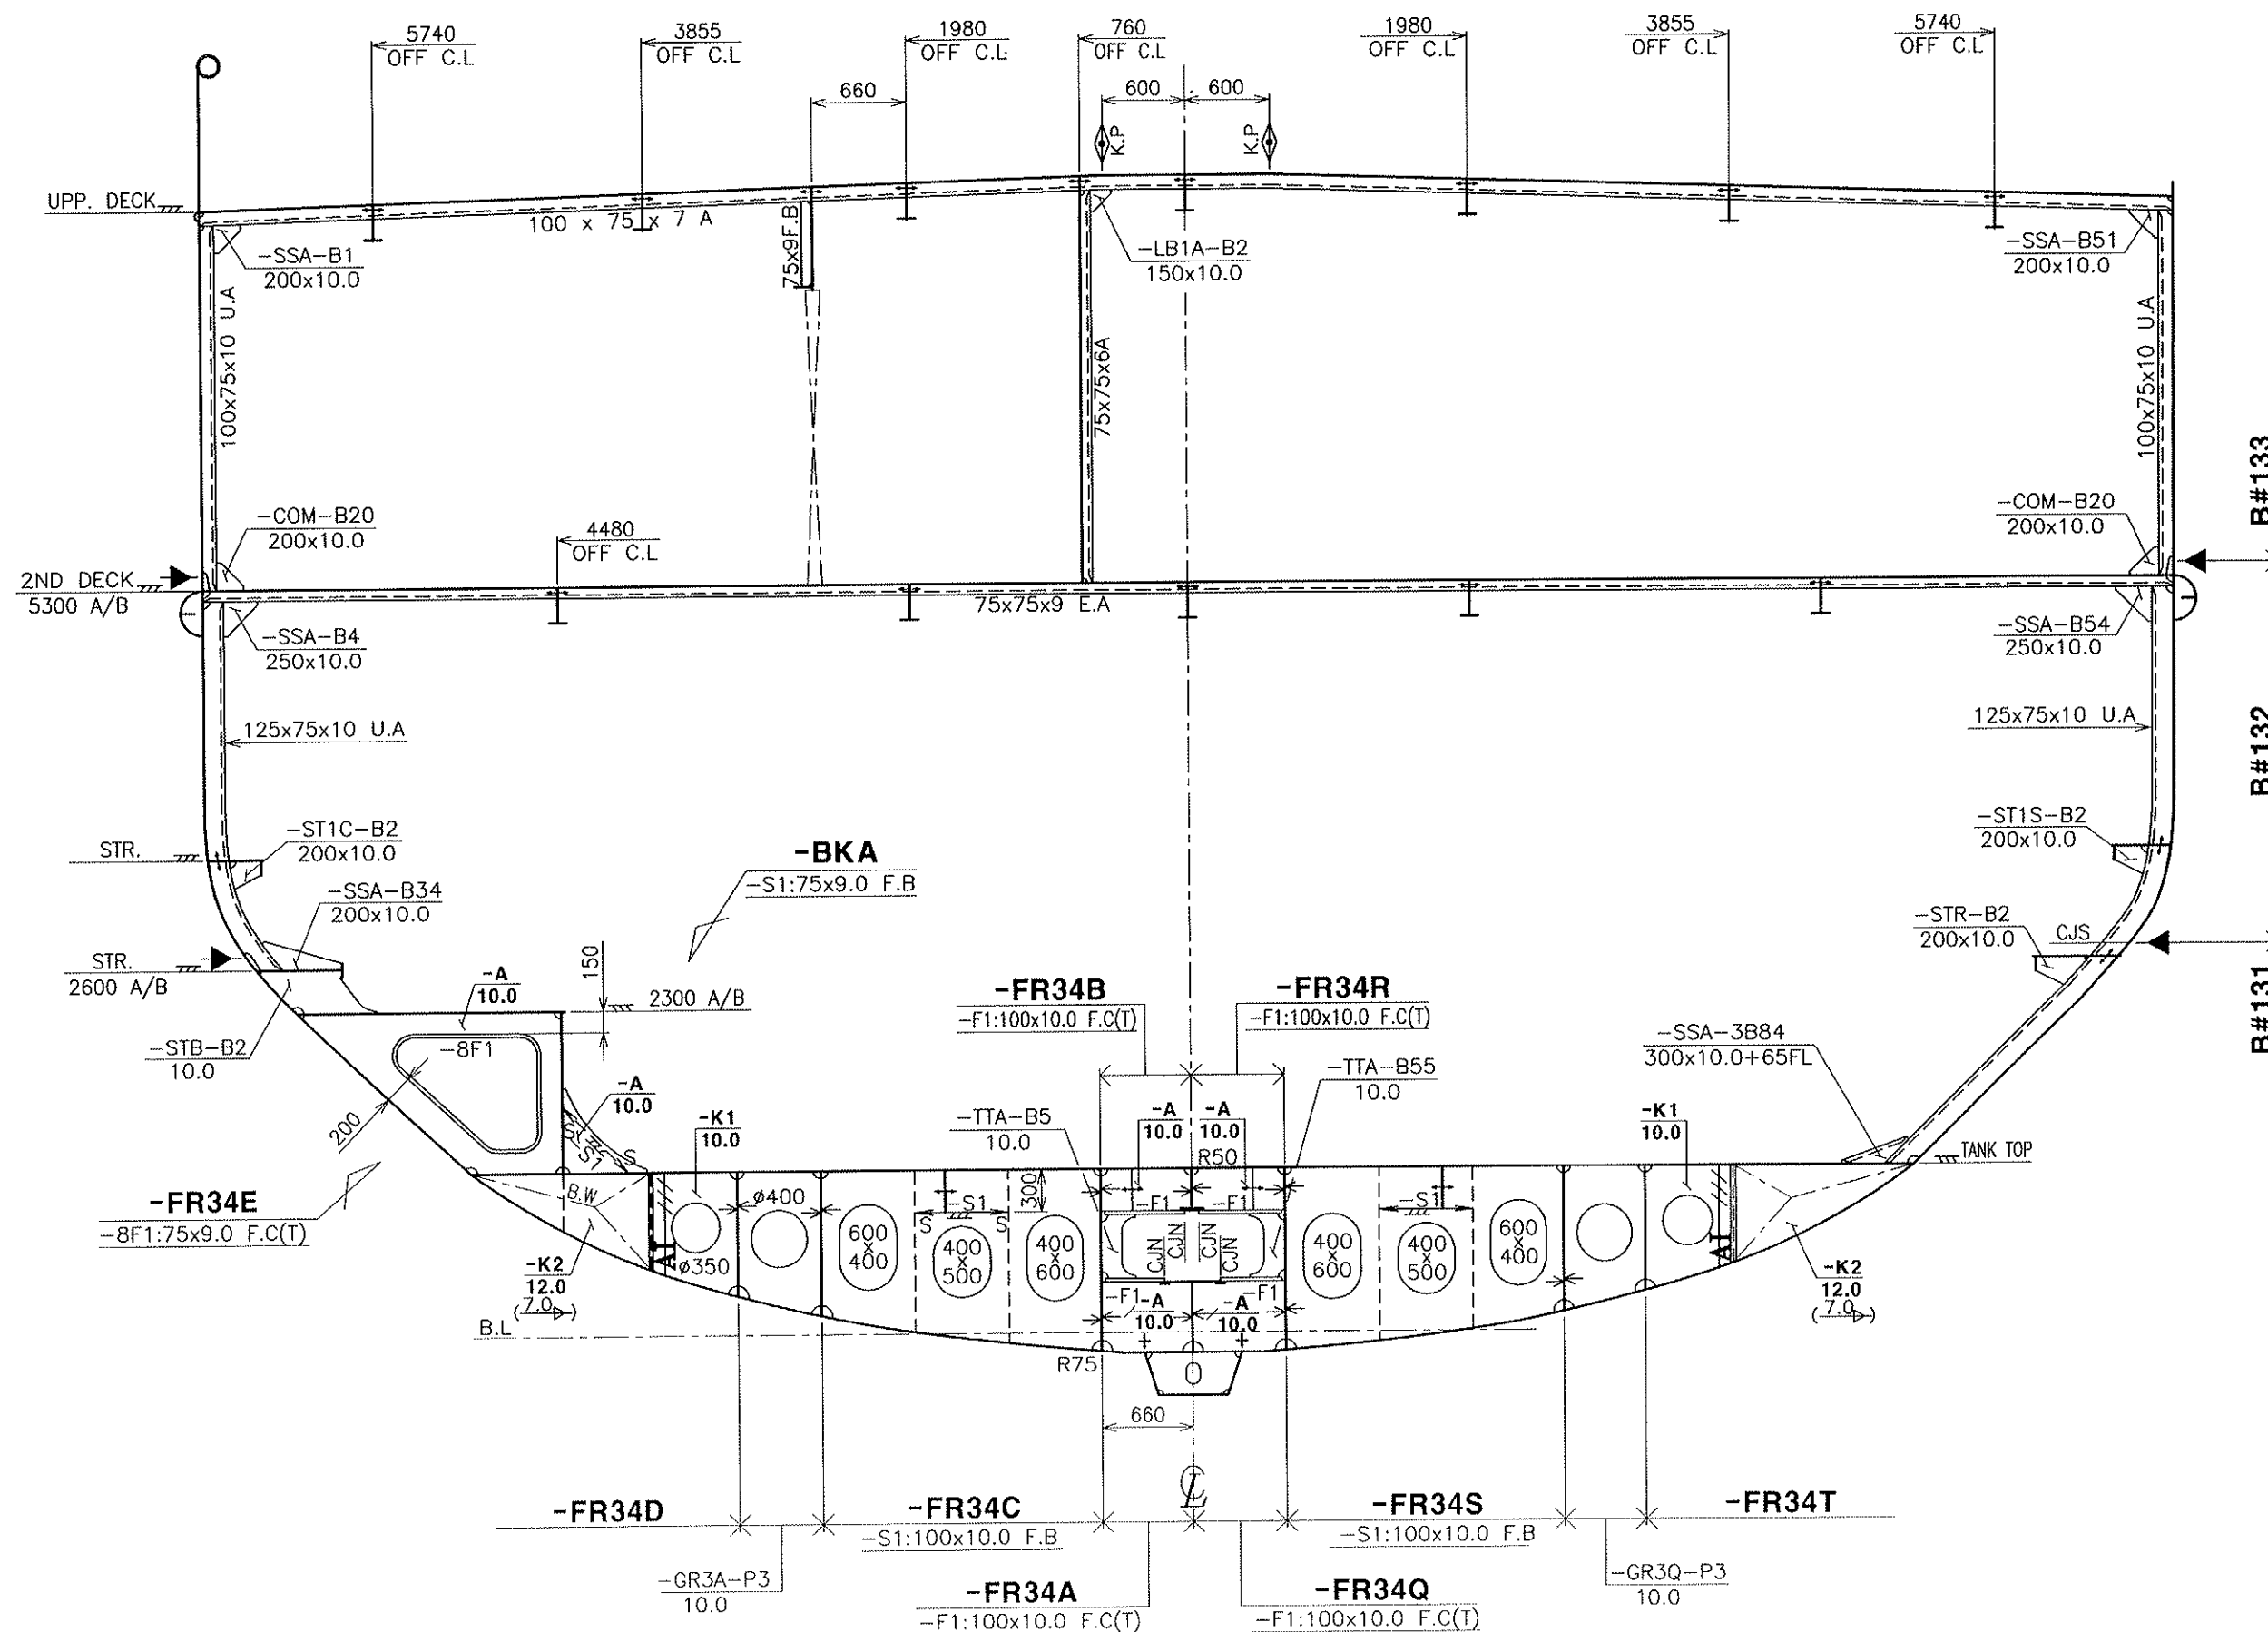 5740
OFF C.L
3855
OFF C.L
1980
OFF C.L
760
OFF C.L
1980
OFF C.L
3855
OFF C.L
5740
OFF C.L
660
600
600
K.P
K.P
UPP. DECK
100 x 75 x 7 A
75x9F.B
-SSA-B1
200x10.0
-LB1A-B2
150x10.0
-SSA-B51
200x10.0
100x75x10 U.A
75x75x6A
100x75x10 U.A
B#133
-COM-B20
200x10.0
4480
OFF C.L
-COM-B20
200x10.0
2ND DECK
5300 A/B
75x75x9 E.A
-SSA-B4
250x10.0
-SSA-B54
250x10.0
125x75x10 U.A
125x75x10 U.A
B#132
STR.
-ST1C-B2
200x10.0
-BKA
-S1:75x9.0 F.B
-ST1S-B2
200x10.0
-SSA-B34
200x10.0
-STR-B2
200x10.0
CJS
STR.
2600 A/B
-A
10.0
150
2300 A/B
-FR34B
-F1:100x10.0 F.C(T)
-FR34R
-F1:100x10.0 F.C(T)
B#131
-STB-B2
10.0
-8F1
-SSA-3B84
300x10.0+65FL
-TTA-B55
10.0
200
-A
10.0
S
-S1
S
-K1
10.0
-TTA-B5
10.0
-A
10.0
-A
10.0
-K1
10.0
R50
TANK TOP
-FR34E
-8F1:75x9.0 F.C(T)
B.W
ø400
-S1
S
S
300
-F1
-F1
-S1
600
x
400
400
x
500
400
x
600
CJN
CJN
CJN
CJN
400
x
600
400
x
500
600
x
400
AI
ø350
AI
-K2
12.0
(7.0)
-F1
-A
10.0
-A
10.0
-F1
-K2
12.0
(7.0)
B.L
R75
660
CL
-FR34D
-FR34C
-S1:100x10.0 F.B
-FR34S
-S1:100x10.0 F.B
-FR34T
-GR3A-P3
10.0
-FR34A
-F1:100x10.0 F.C(T)
-FR34Q
-F1:100x10.0 F.C(T)
-GR3Q-P3
10.0